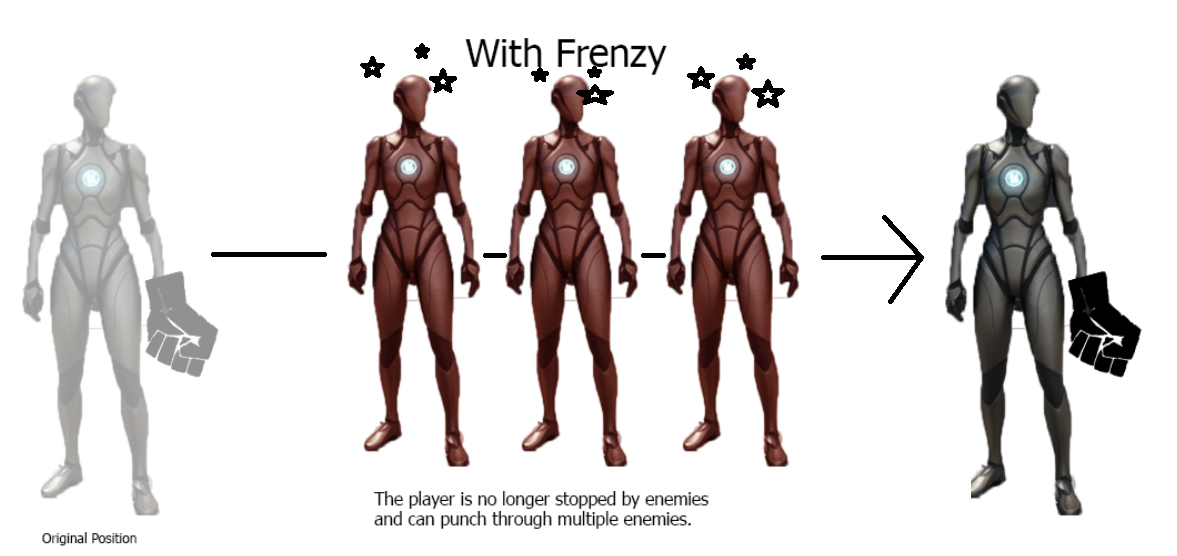 With Frenzy
The player is no longer stopped by enemies
and can punch through multiple enemies.
Original Position